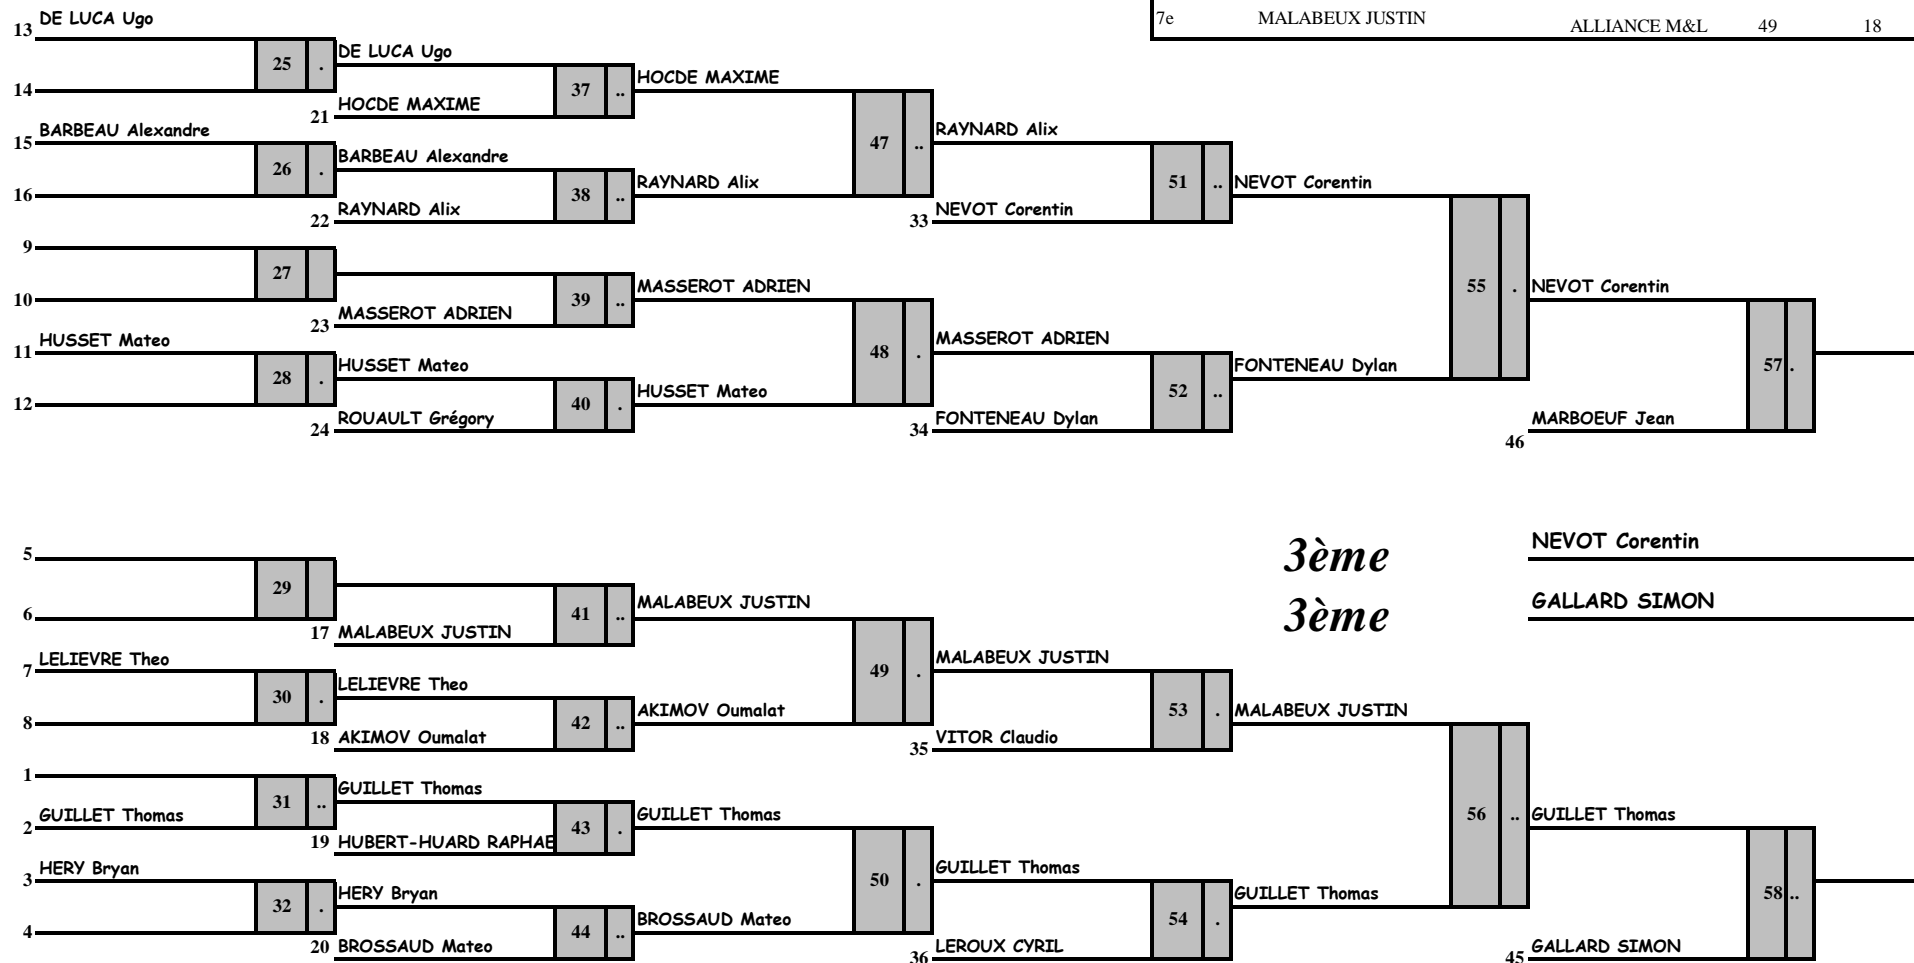 7e MALABEUX JUSTIN ALLIANCE M&L 49 18
13 DE LUCA Ugo
25 . DE LUCA Ugo
14
37 .. HOCDE MAXIME
21 HOCDE MAXIME
15 BARBEAU Alexandre
47 .. RAYNARD Alix
26 . BARBEAU Alexandre
16
38 .. RAYNARD Alix
22 RAYNARD Alix
51 .. NEVOT Corentin
33 NEVOT Corentin
9
27
10
39 .. MASSEROT ADRIEN
23 MASSEROT ADRIEN
55 . NEVOT Corentin
11 HUSSET Mateo
48 . MASSEROT ADRIEN
28 . HUSSET Mateo
12
40 . HUSSET Mateo
24 ROUAULT Grégory
52 .. FONTENEAU Dylan
34 FONTENEAU Dylan
57 .
46 MARBOEUF Jean
3ème NEVOT Corentin
3ème GALLARD SIMON
5
29
6
41 .. MALABEUX JUSTIN
17 MALABEUX JUSTIN
7 LELIEVRE Theo
49 . MALABEUX JUSTIN
30 . LELIEVRE Theo
8
42 .. AKIMOV Oumalat
18 AKIMOV Oumalat
53 . MALABEUX JUSTIN
35 VITOR Claudio
1
31 .. GUILLET Thomas
2 GUILLET Thomas
43 . GUILLET Thomas
19 HUBERT-HUARD RAPHAE
56 .. GUILLET Thomas
3 HERY Bryan
50 . GUILLET Thomas
32 . HERY Bryan
4
44 .. BROSSAUD Mateo
20 BROSSAUD Mateo
54 . GUILLET Thomas
36 LEROUX CYRIL
58 ..
45 GALLARD SIMON